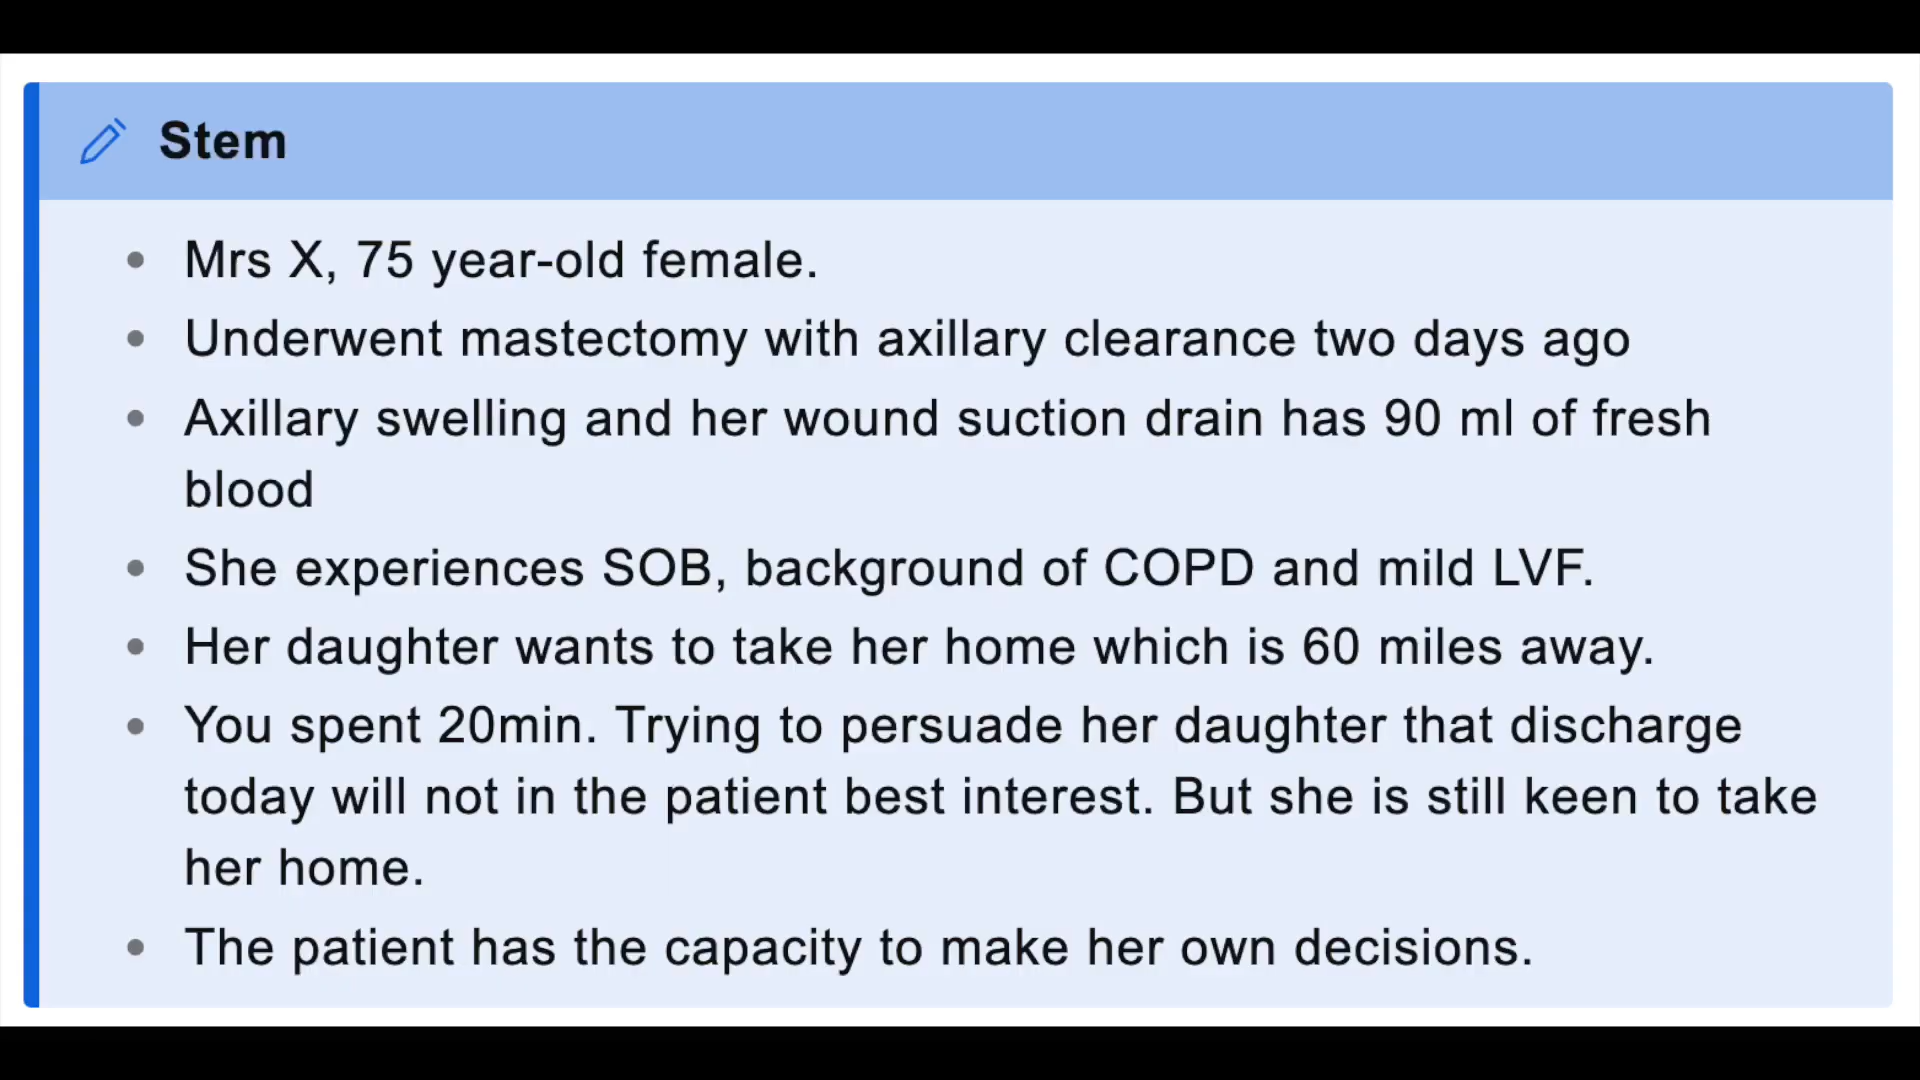 Stem
Mrs X, 75 year-old female.
Underwent mastectomy with axillary clearance two days ago
Axillary swelling and her wound suction drain has 90 ml of fresh
blood
She experiences SOB, background of COPD and mild LVF.
Her daughter wants to take her home which is 60 miles away.
You spent 20min. Trying to persuade her daughter that discharge
today will not in the patient best interest. But she is still keen to take
her home.
The patient has the capacity to make her own decisions.